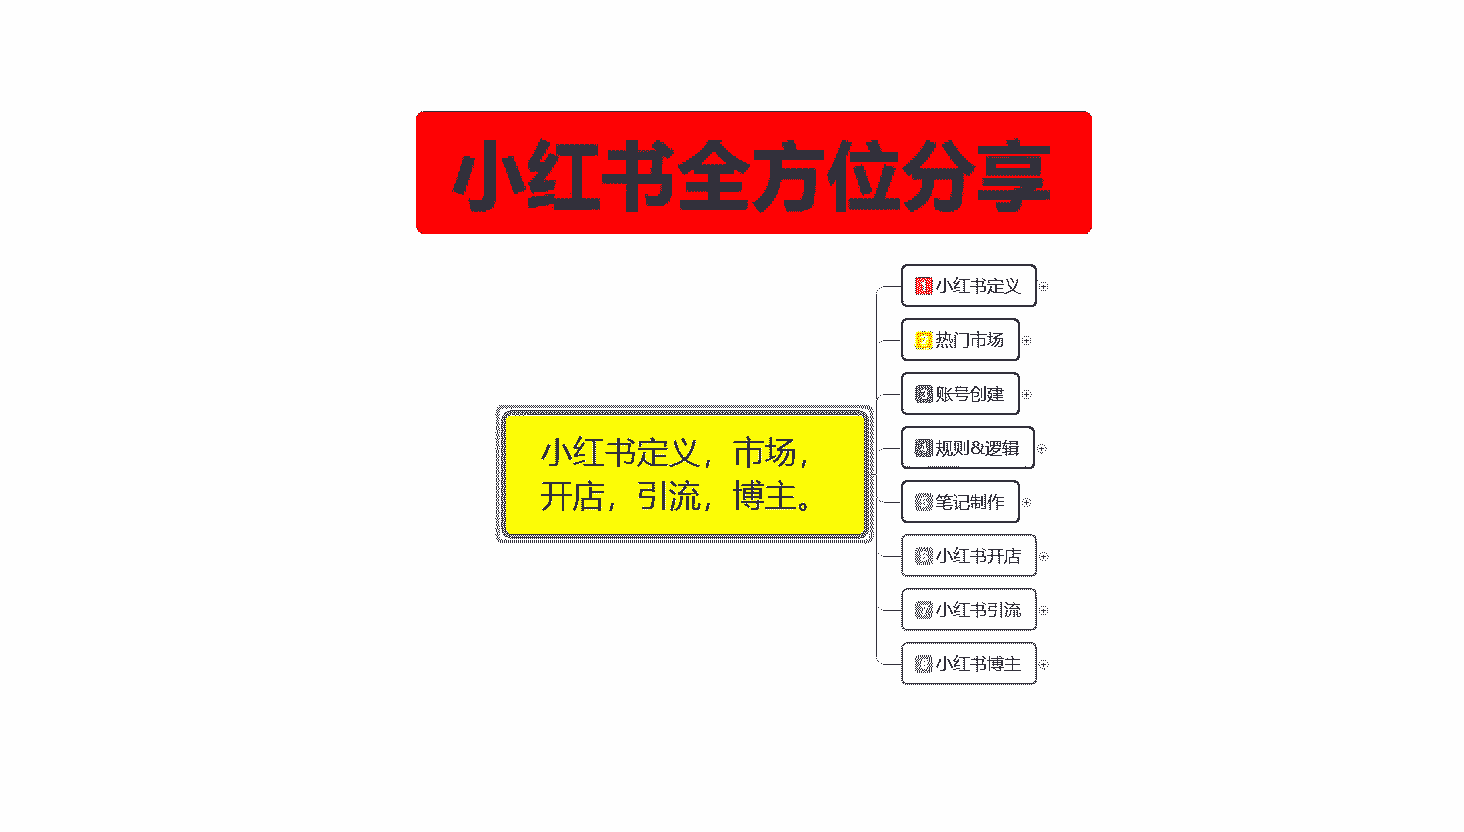 小红书全方位分享
小红书定义，市场，
开店，引流，博主。
1 小红书定义
2 热门市场
3 账号创建
4 规则&逻辑
5 笔记制作
6 小红书开店
7 小红书引流
8 小红书博主